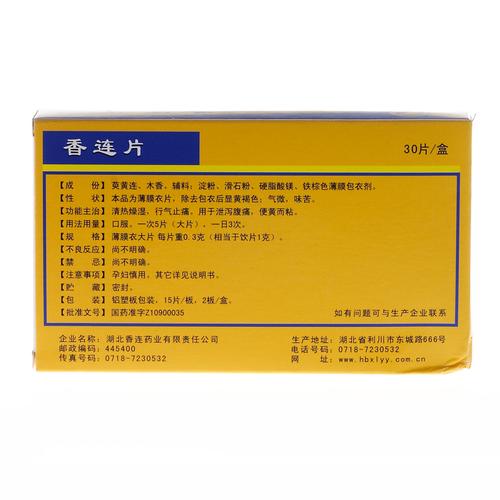 香连片
30片/盒
【成 份】萸黄连、木香。辅料：淀粉、滑石粉、硬脂酸镁、铁棕色薄膜包衣剂。
【性 状】本品为薄膜衣片，除去包衣后显黄褐色；气微，味苦。
【功能主治】清热燥湿，行气止痛，用于泄泻腹痛，便黄而粘。
【用法用量】口服，一次5片（大片），一日3次。
【规 格】薄膜衣大片 每片重0.3克（相当于饮片1克）。
【不良反应】尚不明确。
【禁 忌】尚不明确。
【注意事项】孕妇慎用，其它详见说明书。
【贮 藏】密封。
【包 装】铝塑板包装，15片/板，2板/盒。
【批准文号】国药准字Z10900035
如有问题可与生产企业联系
企业名称：湖北香连药业有限责任公司
邮政编码：445400
传真号码：0718-7230532
生产地址：湖北省利川市东城路666号
电话号码：0718-7230532
网 址：www.hbxlyy.com.cn